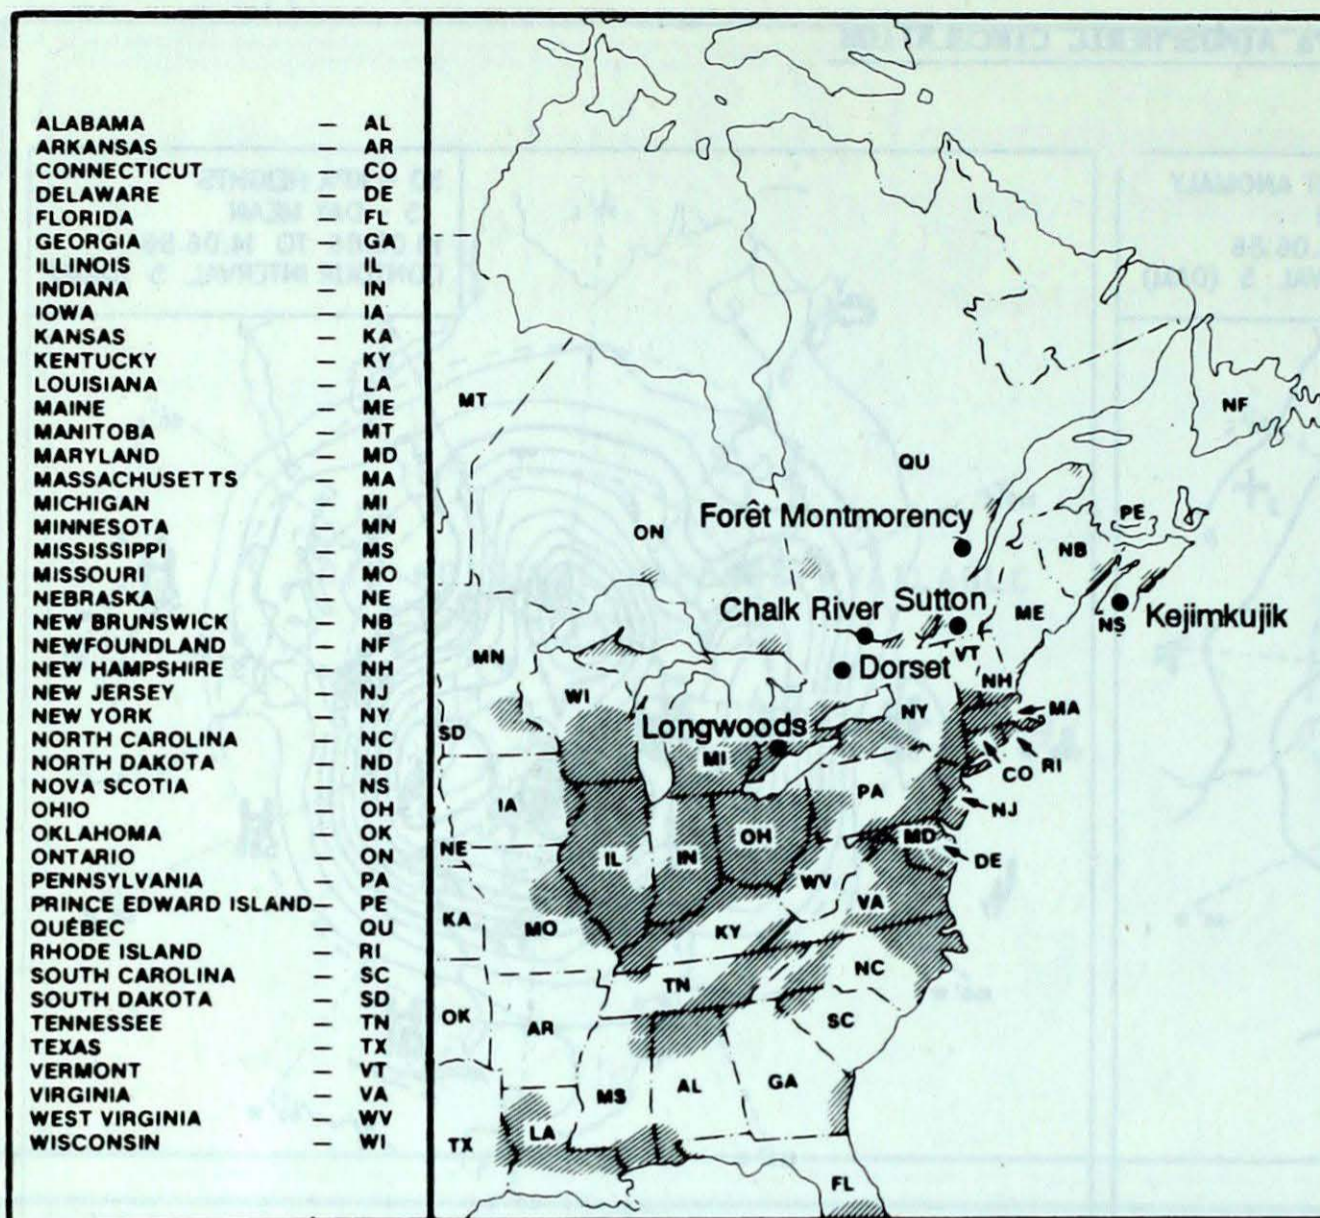 ALABAMA — AL
ARKANSAS — AR
CONNECTICUT — CO
DELAWARE — DE
FLORIDA — FL
GEORGIA — GA
ILLINOIS — IL
INDIANA — IN
IOWA — IA
KANSAS — KA
KENTUCKY — KY
LOUISIANA — LA
MAINE — ME
MANITOBA — MT
MARYLAND — MD
MASSACHUSETTS — MA
MICHIGAN — MI
MINNESOTA — MN
MISSISSIPPI — MS
MISSOURI — MO
NEBRASKA — NE
NEW BRUNSWICK — NB
NEWFOUNDLAND — NF
NEW HAMPSHIRE — NH
NEW JERSEY — NJ
NEW YORK — NY
NORTH CAROLINA — NC
NORTH DAKOTA — ND
NOVA SCOTIA — NS
OHIO — OH
OKLAHOMA — OK
ONTARIO — ON
PENNSYLVANIA — PA
PRINCE EDWARD ISLAND— PE
QUÉBEC — QU
RHODE ISLAND — RI
SOUTH CAROLINA — SC
SOUTH DAKOTA — SD
TENNESSEE — TN
TEXAS — TX
VERMONT — VT
VIRGINIA — VA
WEST VIRGINIA — WV
WISCONSIN — WI
MT
NF
QU
Forêt Montmorency
PE
ON
NB
Chalk River
Sutton
ME
NS
Kejimkujik
MN
VT
Dorset
NH
WI
NY
MA
SD
Longwoods
MI
CO
RI
IA
PA
NJ
NE
IL
IN
OH
MD
DE
WV
VA
KA
MO
KY
NC
TN
OK
AR
SC
MS
AL
GA
TX
LA
FL